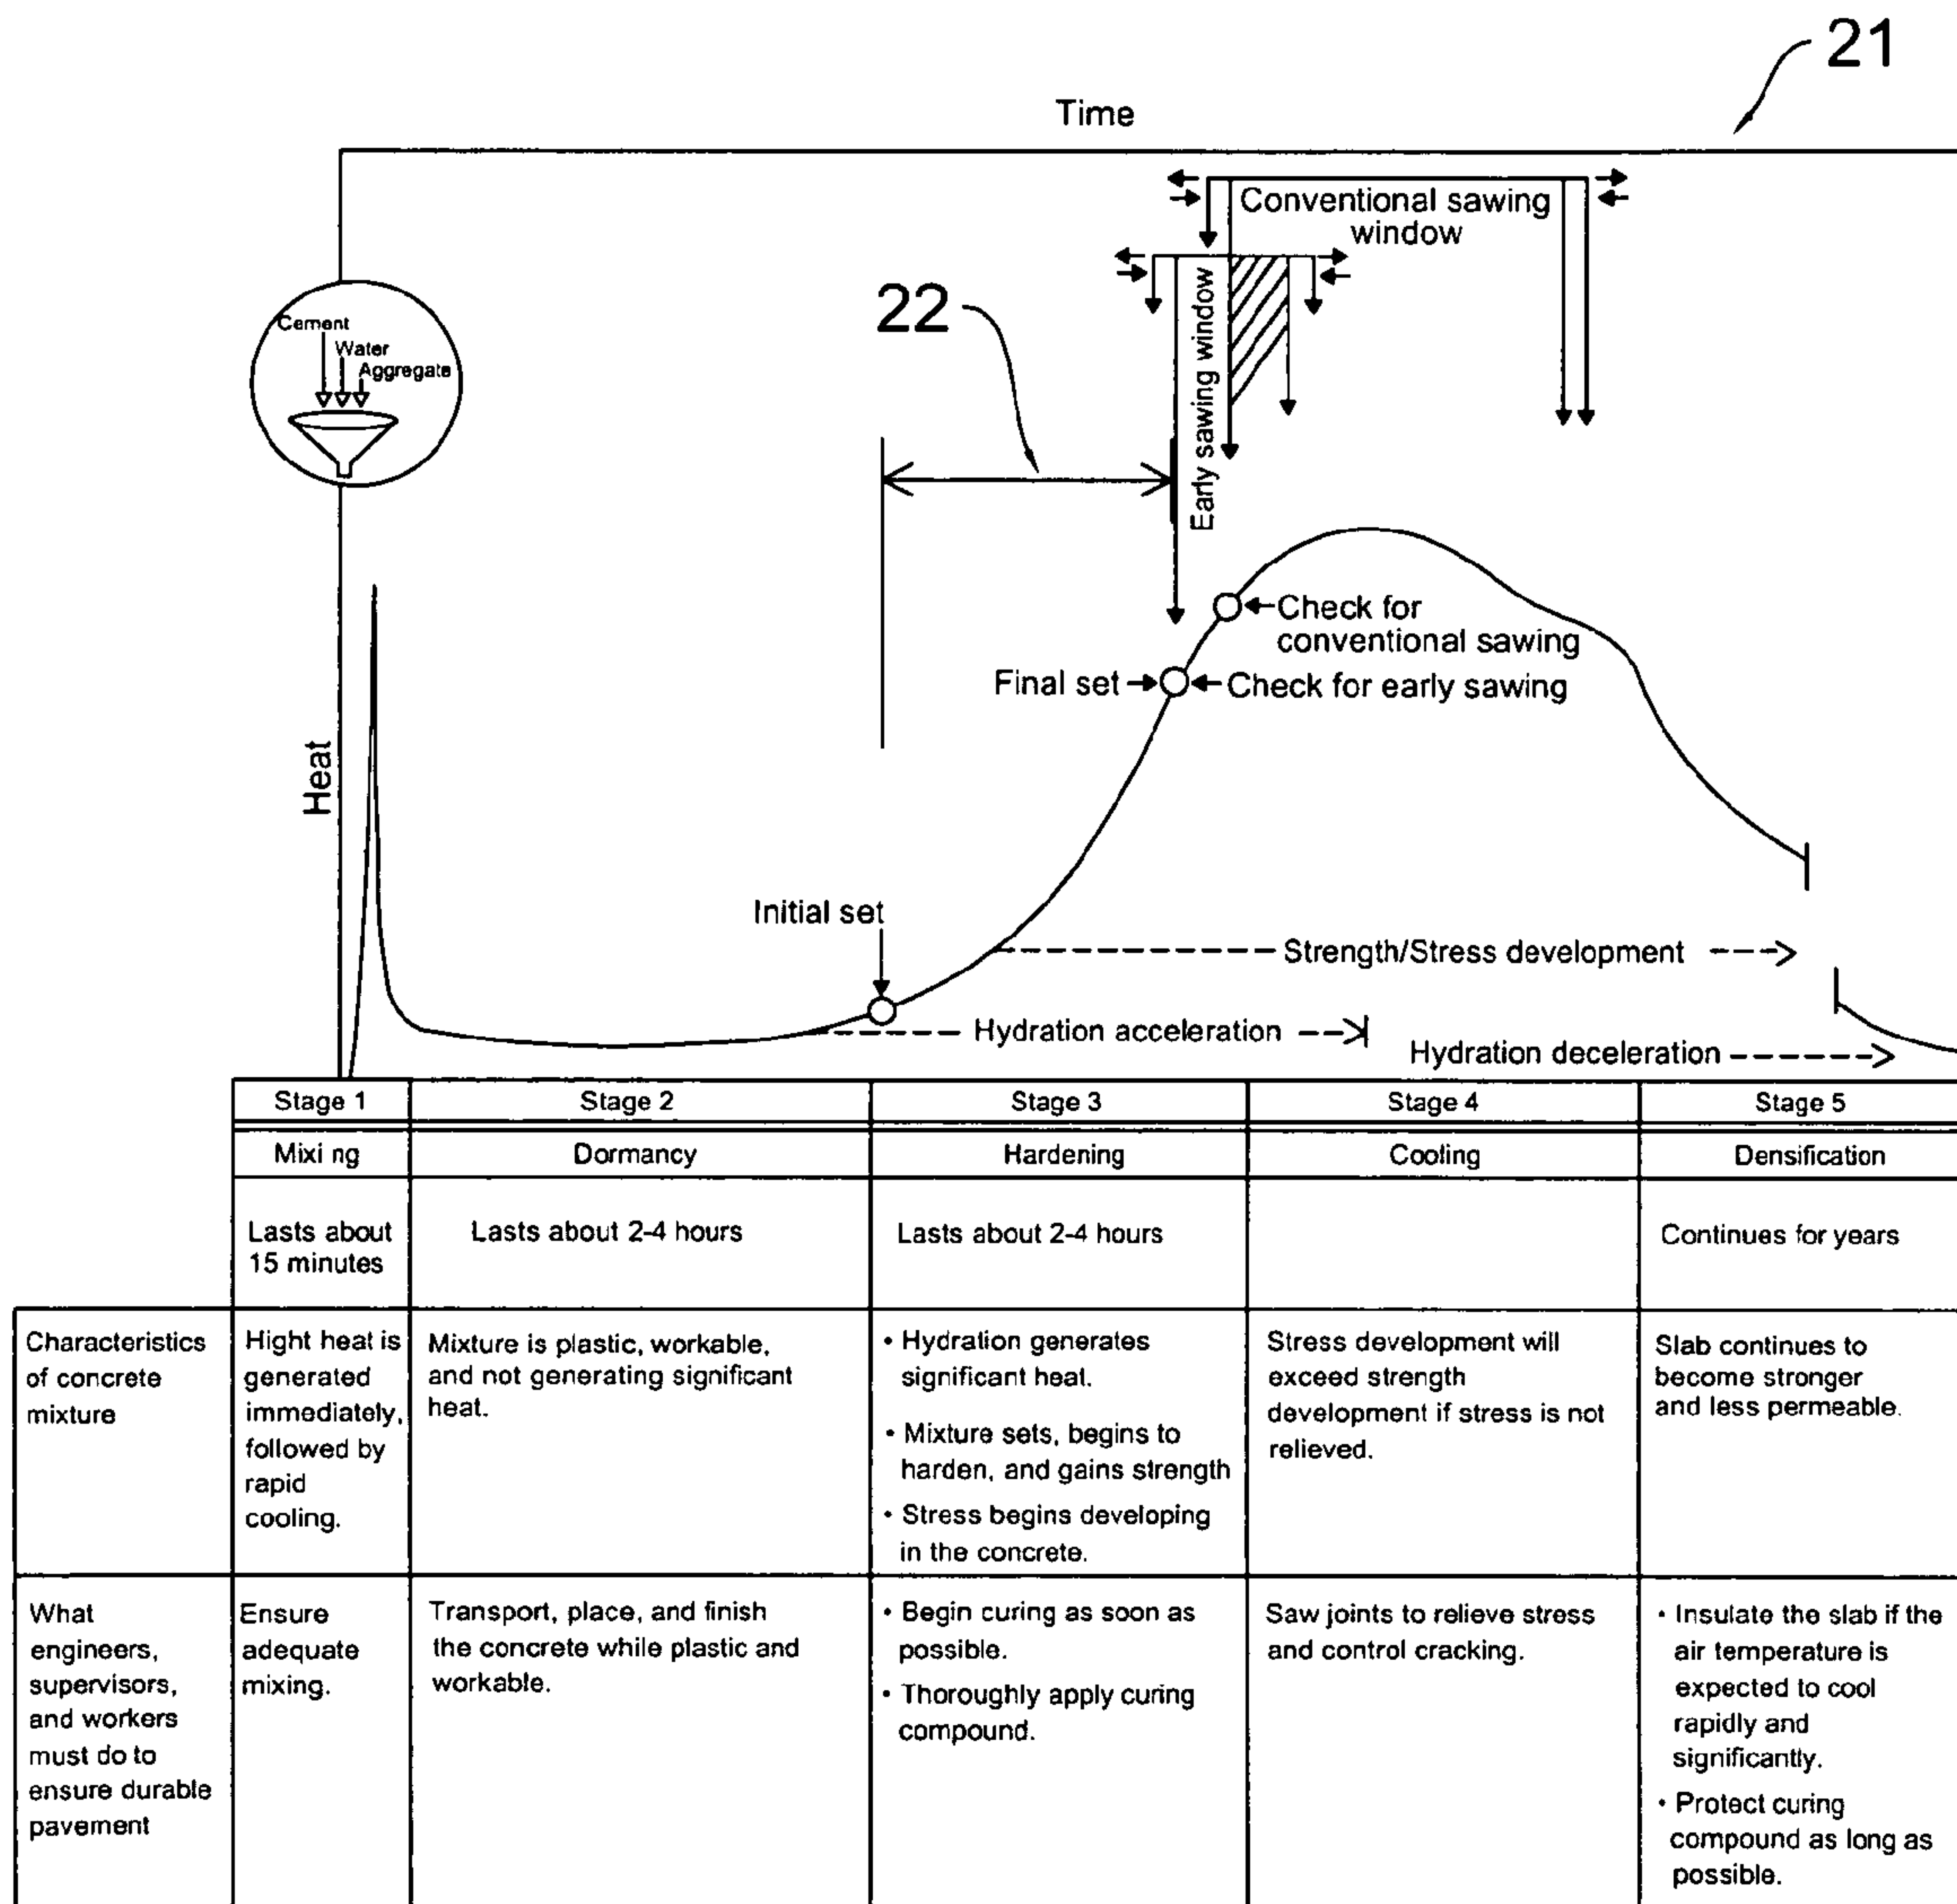 21
Time
Conventional sawing
window
22
Early sawing window
Cement
Water
Aggregate
Heat
Check for
conventional sawing
Final set
Check for early sawing
Initial set
Strength/Stress development
Hydration acceleration
Hydration deceleration
Stage 1
Stage 2
Stage 3
Stage 4
Stage 5
Mixi ng
Dormancy
Hardening
Cooling
Densification
Lasts about
15 minutes
Lasts about 2-4 hours
Lasts about 2-4 hours
Continues for years
Characteristics
of concrete
mixture
Hight heat is
generated
immediately,
followed by
rapid
cooling.
Mixture is plastic, workable,
and not generating significant
heat.
• Hydration generates
significant heat.
• Mixture sets, begins to
harden, and gains strength
• Stress begins developing
in the concrete.
Stress development will
exceed strength
development if stress is not
relieved.
Slab continues to
become stronger
and less permeable.
What
engineers,
supervisors,
and workers
must do to
ensure durable
pavement
Ensure
adequate
mixing.
Transport, place, and finish
the concrete while plastic and
workable.
• Begin curing as soon as
possible.
• Thoroughly apply curing
compound.
Saw joints to relieve stress
and control cracking.
• Insulate the slab if the
air temperature is
expected to cool
rapidly and
significantly.
• Protect curing
compound as long as
possible.